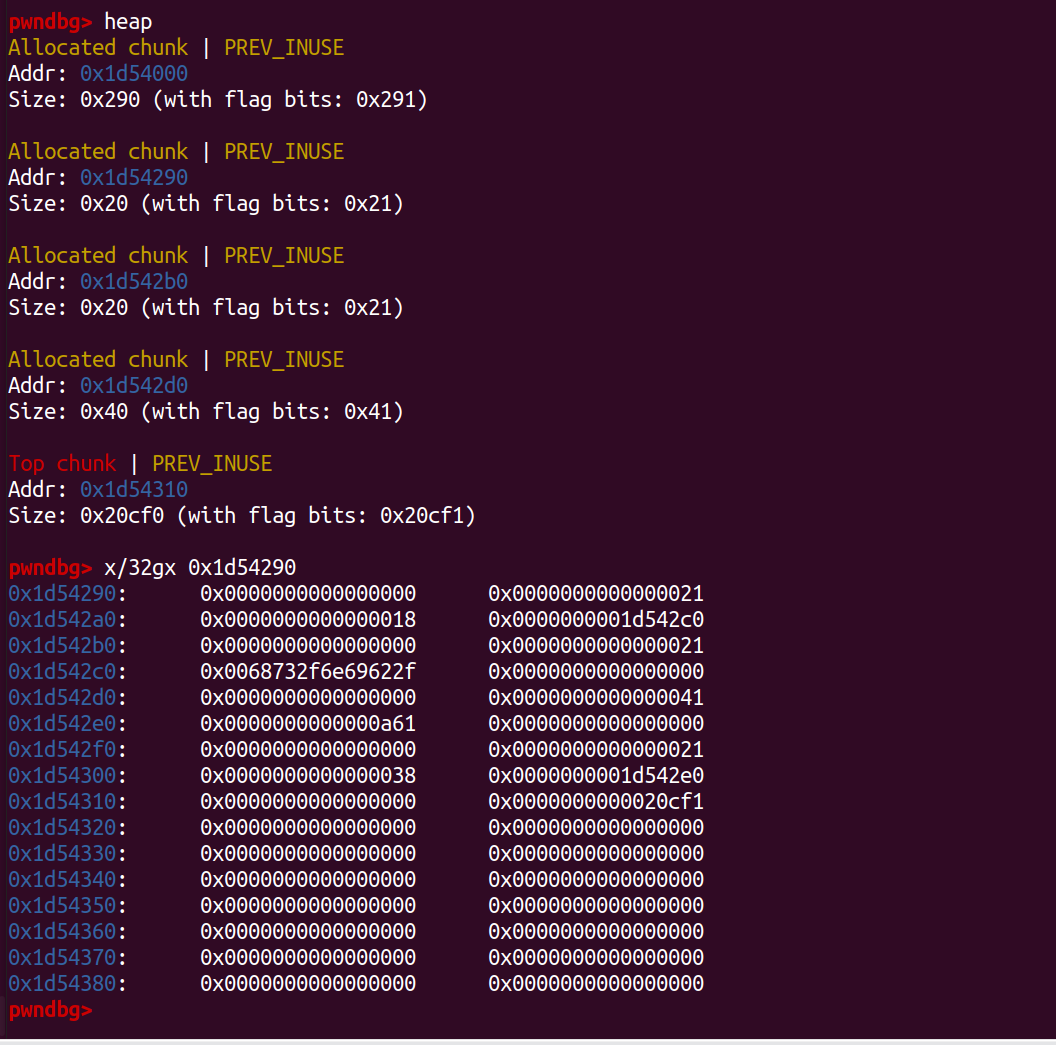 pwndbg> heap
Allocated chunk | PREV_INUSE
Addr: 0x1d54000
Size: 0x290 (with flag bits: 0x291)
Allocated chunk | PREV_INUSE
Addr: 0x1d54290
Size: 0x20 (with flag bits: 0x21)
Allocated chunk | PREV_INUSE
Addr: 0x1d542b0
Size: 0x20 (with flag bits: 0x21)
Allocated chunk | PREV_INUSE
Addr: 0x1d542d0
Size: 0x40 (with flag bits: 0x41)
Top chunk | PREV_INUSE
Addr: 0x1d54310
Size: 0x20cf0 (with flag bits: 0x20cf1)
pwndbg> x/32gx 0x1d54290
0x1d54290: 0x0000000000000000 0x0000000000000021
0x1d542a0: 0x0000000000000018 0x0000000001d542c0
0x1d542b0: 0x0000000000000000 0x0000000000000021
0x1d542c0: 0x0068732f6e69622f 0x0000000000000000
0x1d542d0: 0x0000000000000000 0x0000000000000041
0x1d542e0: 0x0000000000000a61 0x0000000000000000
0x1d542f0: 0x0000000000000000 0x0000000000000021
0x1d54300: 0x0000000000000038 0x0000000001d542e0
0x1d54310: 0x0000000000000000 0x0000000000020cf1
0x1d54320: 0x0000000000000000 0x0000000000000000
0x1d54330: 0x0000000000000000 0x0000000000000000
0x1d54340: 0x0000000000000000 0x0000000000000000
0x1d54350: 0x0000000000000000 0x0000000000000000
0x1d54360: 0x0000000000000000 0x0000000000000000
0x1d54370: 0x0000000000000000 0x0000000000000000
0x1d54380: 0x0000000000000000 0x0000000000000000
pwndbg>